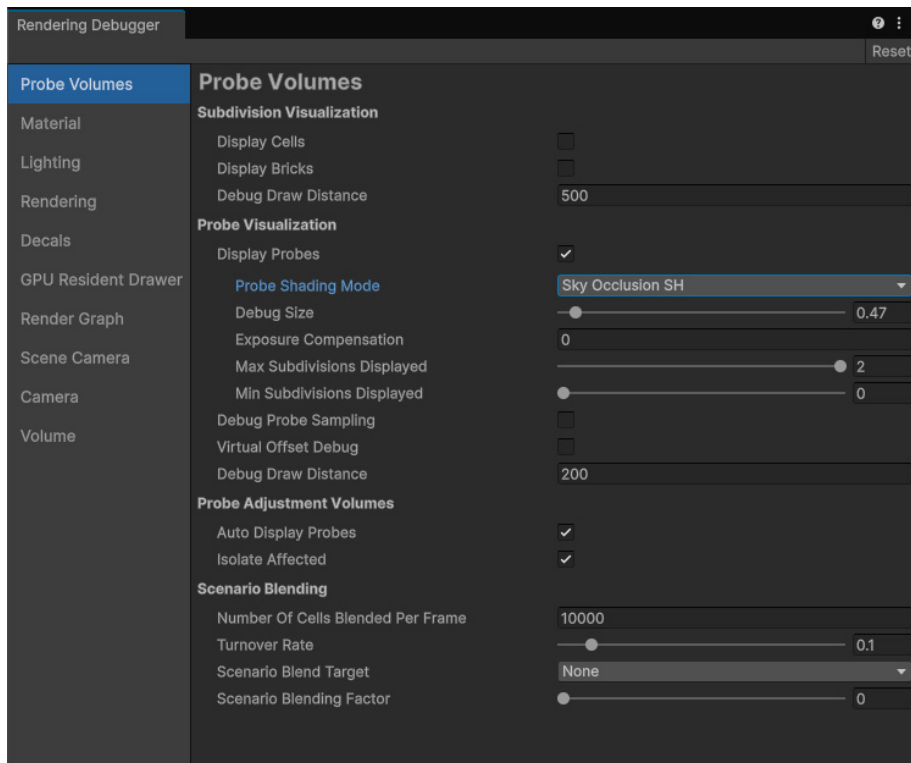 Rendering Debugger
Reset
Probe Volumes
Material
Lighting
Rendering
Decals
GPU Resident Drawer
Render Graph
Scene Camera
Camera
Volume
Probe Volumes
Subdivision Visualization
Display Cells
Display Bricks
Debug Draw Distance 500
Probe Visualization
Display Probes
Probe Shading Mode Sky Occlusion SH
Debug Size 0.47
Exposure Compensation 0
Max Subdivisions Displayed 2
Min Subdivisions Displayed 0
Debug Probe Sampling
Virtual Offset Debug
Debug Draw Distance 200
Probe Adjustment Volumes
Auto Display Probes
Isolate Affected
Scenario Blending
Number Of Cells Blended Per Frame 10000
Turnover Rate 0.1
Scenario Blend Target None
Scenario Blending Factor 0